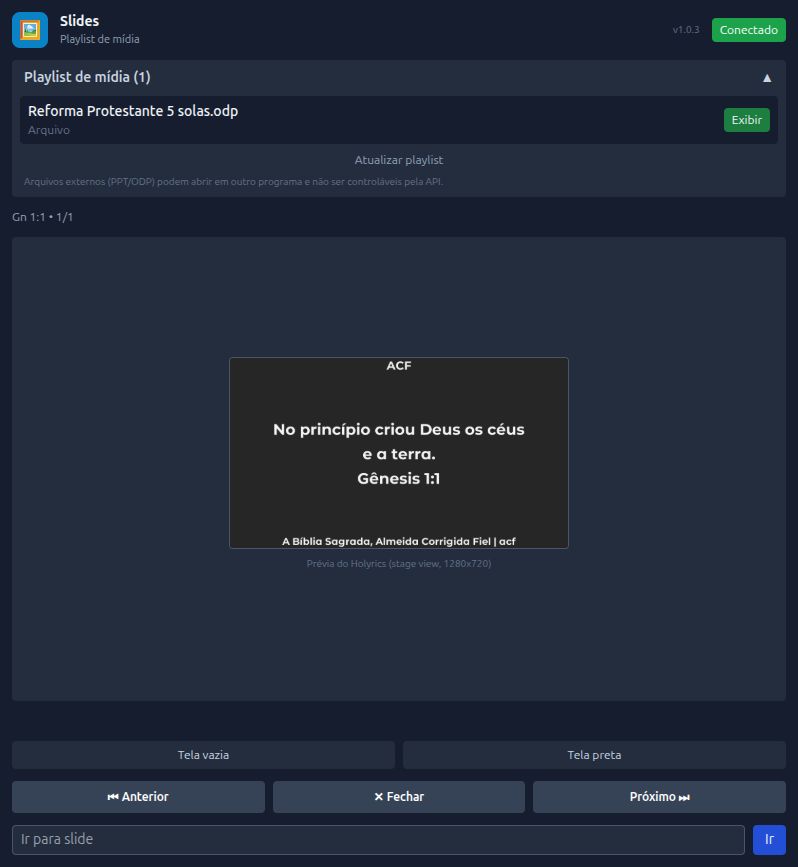 Slides
Playlist de mídia
v1.0.3
Conectado
Playlist de mídia (1)
▲
Reforma Protestante 5 solas.odp
Arquivo
Exibir
Atualizar playlist
Arquivos externos (PPT/ODP) podem abrir em outro programa e não ser controláveis pela API.
Gn 1:1 • 1/1
ACF
No princípio criou Deus os céus
e a terra.
Gênesis 1:1
A Bíblia Sagrada, Almeida Corrigida Fiel | acf
Prévia do Holyrics (stage view, 1280x720)
Tela vazia
Tela preta
⏮ Anterior
✕ Fechar
Próximo ⏭
Ir para slide
Ir